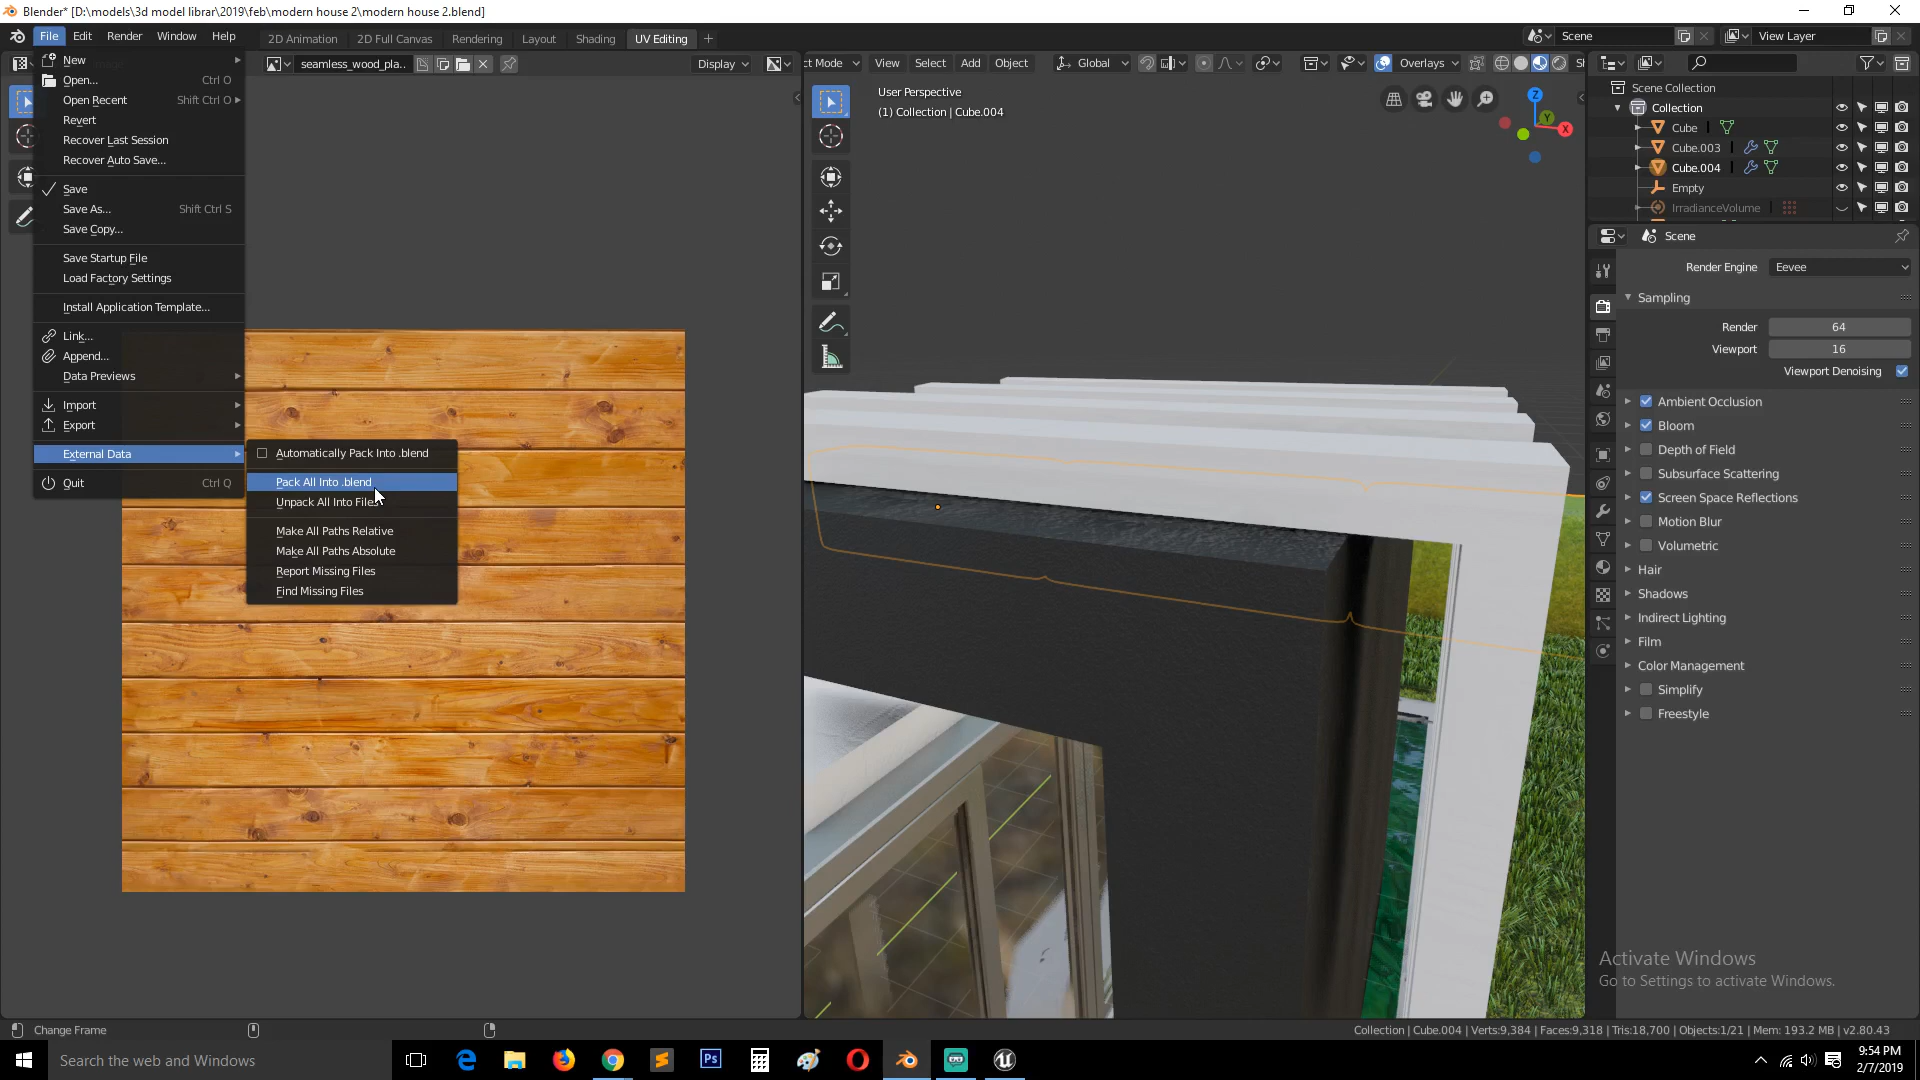 Blender* [D:\models\3d model librar\2019\feb\modern house 2\modern house 2.blend]
File Edit Render Window Help
2D Animation 2D Full Canvas Rendering Layout Shading UV Editing +
Scene
View Layer
seamless_wood_pla..
Display
ct Mode View Select Add Object Global Overlays Sh
New
Open... Ctrl O
Open Recent Shift Ctrl O
Revert
Recover Last Session
Recover Auto Save...
Save
Save As... Shift Ctrl S
Save Copy...
Save Startup File
Load Factory Settings
Install Application Template...
Link...
Append...
Data Previews
Import
Export
External Data
Quit Ctrl Q
Automatically Pack Into .blend
Pack All Into .blend
Unpack All Into Files
Make All Paths Relative
Make All Paths Absolute
Report Missing Files
Find Missing Files
User Perspective
(1) Collection | Cube.004
Z
Y
X
Scene Collection
Collection
Cube
Cube.003
Cube.004
Empty
IrradianceVolume
Scene
Render Engine Eevee
Sampling
Render 64
Viewport 16
Viewport Denoising
Ambient Occlusion
Bloom
Depth of Field
Subsurface Scattering
Screen Space Reflections
Motion Blur
Volumetric
Hair
Shadows
Indirect Lighting
Film
Color Management
Simplify
Freestyle
Activate Windows
Go to Settings to activate Windows.
Change Frame
Collection | Cube.004 | Verts:9,384 | Faces:9,318 | Tris:18,700 | Objects:1/21 | Mem: 193.2 MB | v2.80.43
Search the web and Windows
Ps
9:54 PM
2/7/2019